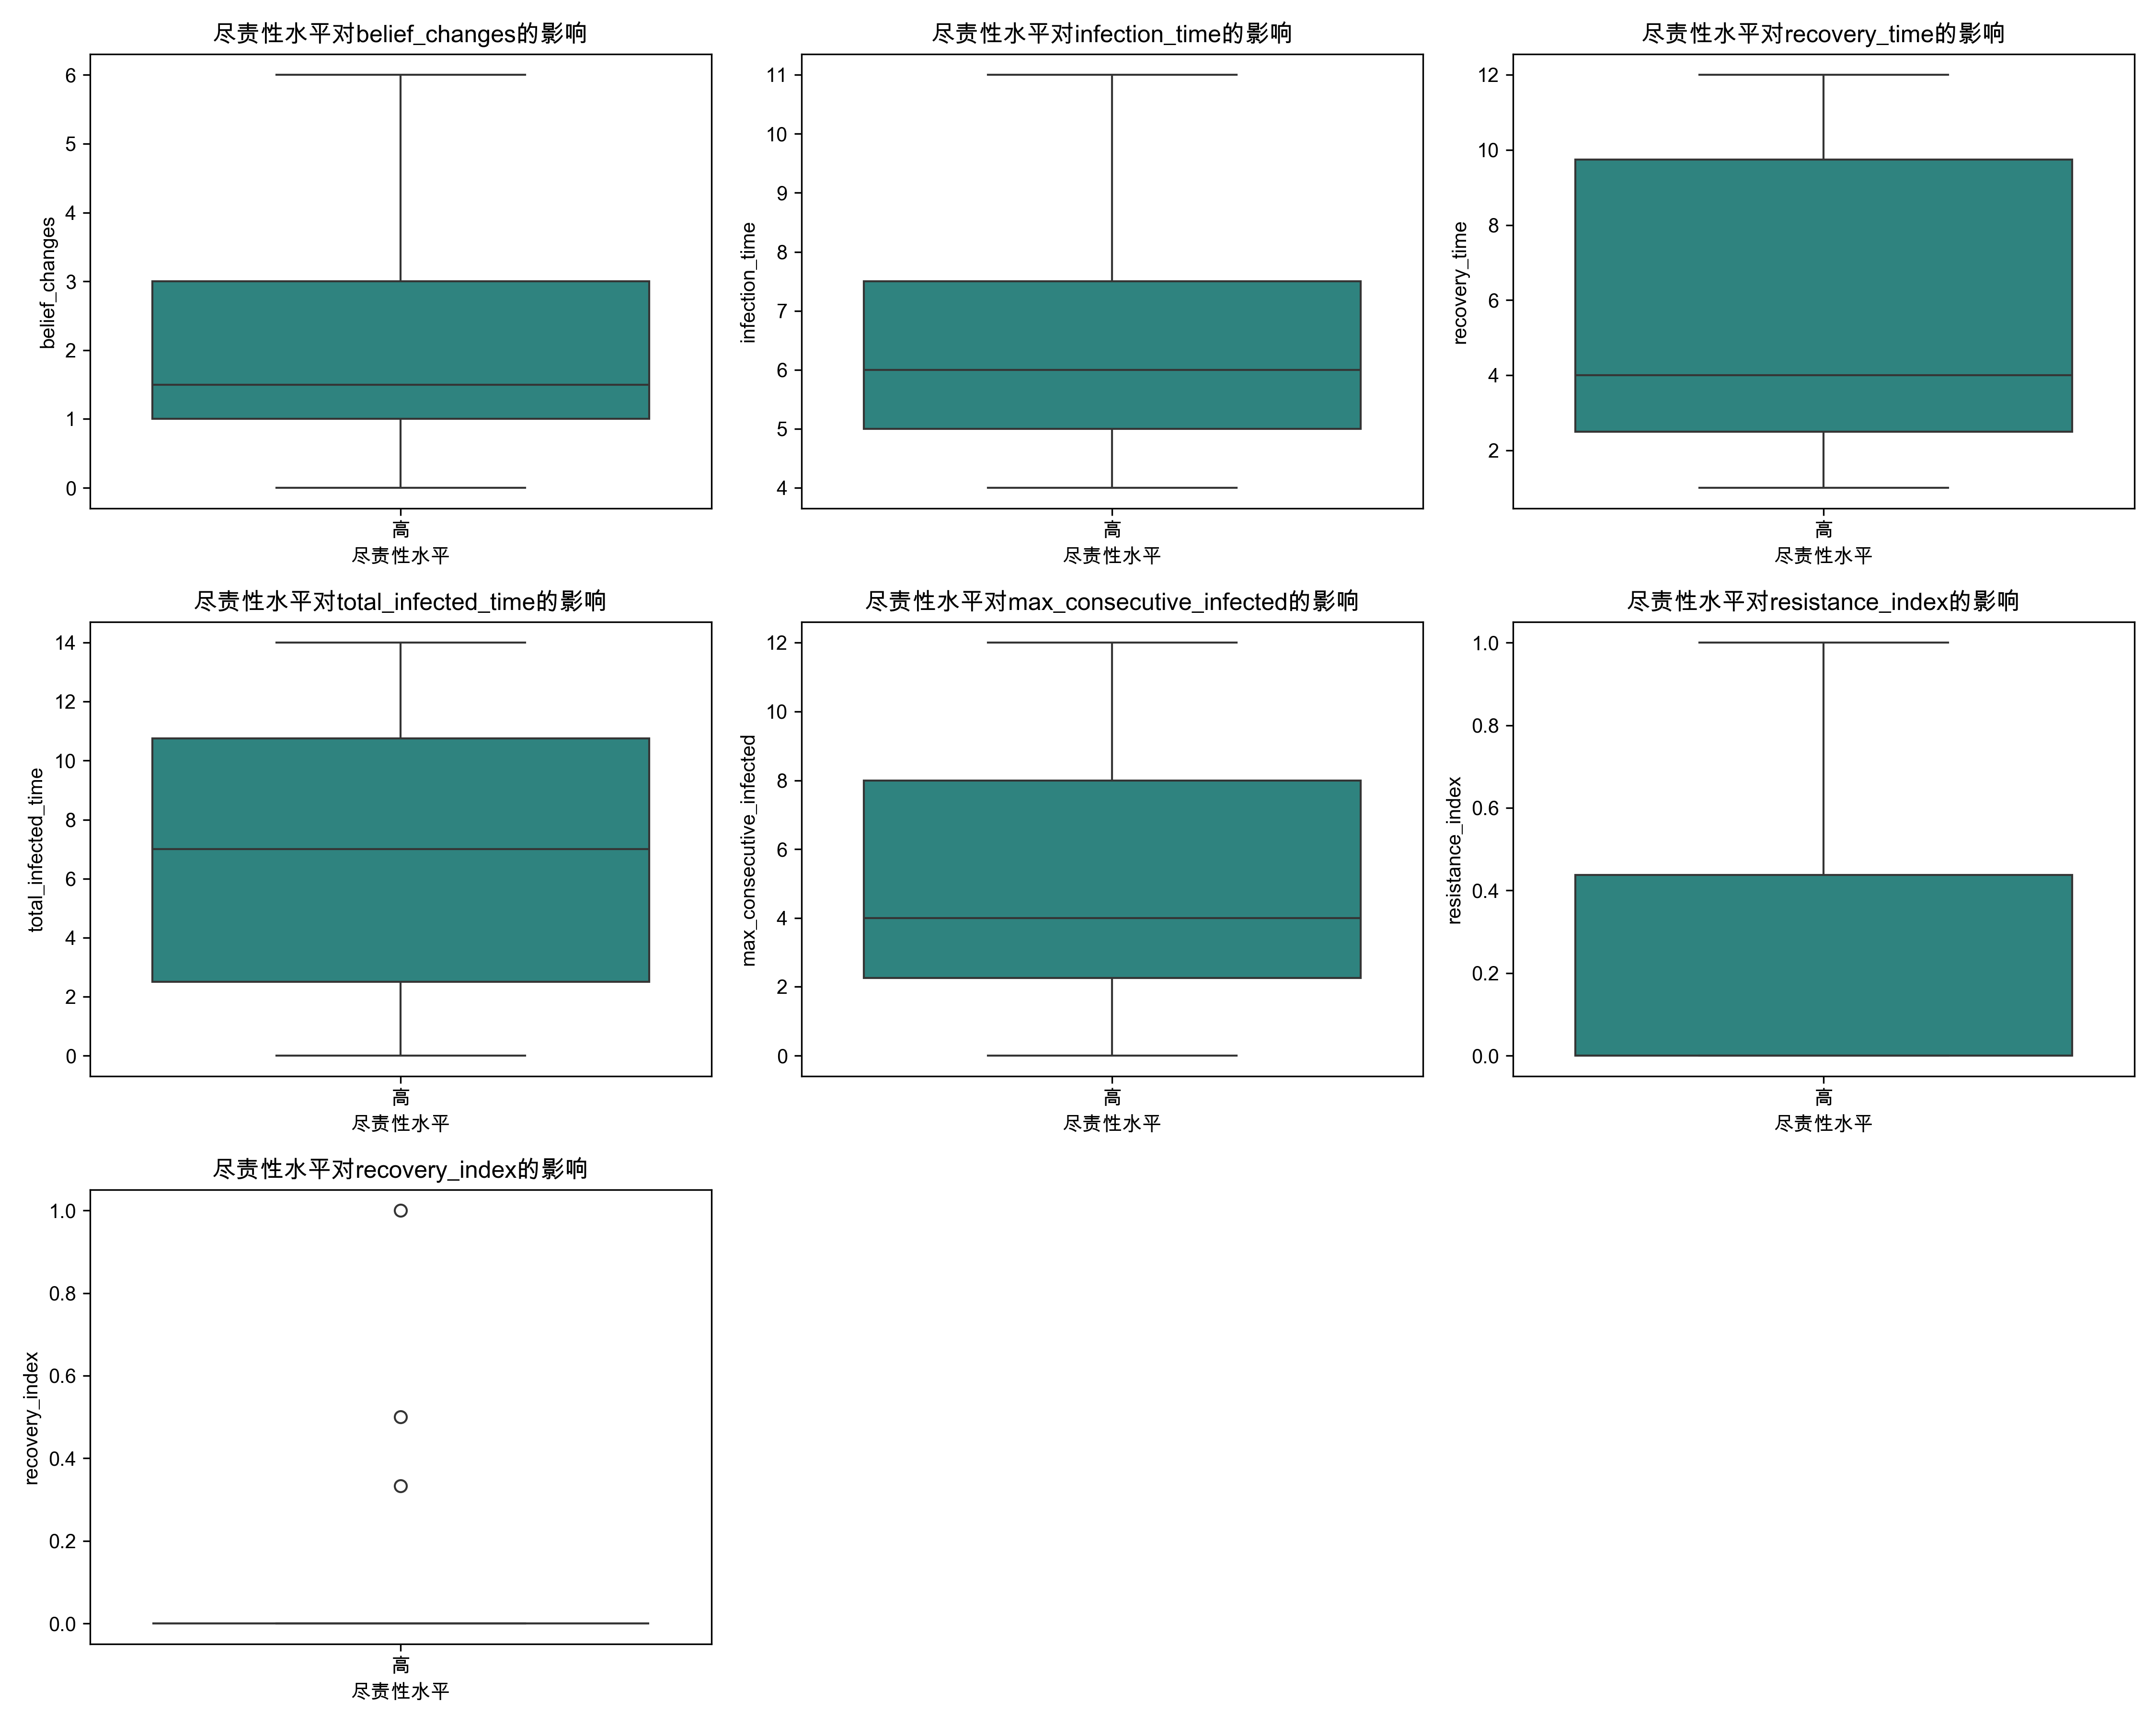 尽责性水平对belief_changes的影响
belief_changes
6
5
4
3
2
1
0
高
尽责性水平
尽责性水平对infection_time的影响
infection_time
11
10
9
8
7
6
5
4
高
尽责性水平
尽责性水平对recovery_time的影响
recovery_time
12
10
8
6
4
2
高
尽责性水平
尽责性水平对total_infected_time的影响
total_infected_time
14
12
10
8
6
4
2
0
高
尽责性水平
尽责性水平对max_consecutive_infected的影响
max_consecutive_infected
12
10
8
6
4
2
0
高
尽责性水平
尽责性水平对resistance_index的影响
resistance_index
1.0
0.8
0.6
0.4
0.2
0.0
高
尽责性水平
尽责性水平对recovery_index的影响
recovery_index
1.0
0.8
0.6
0.4
0.2
0.0
高
尽责性水平